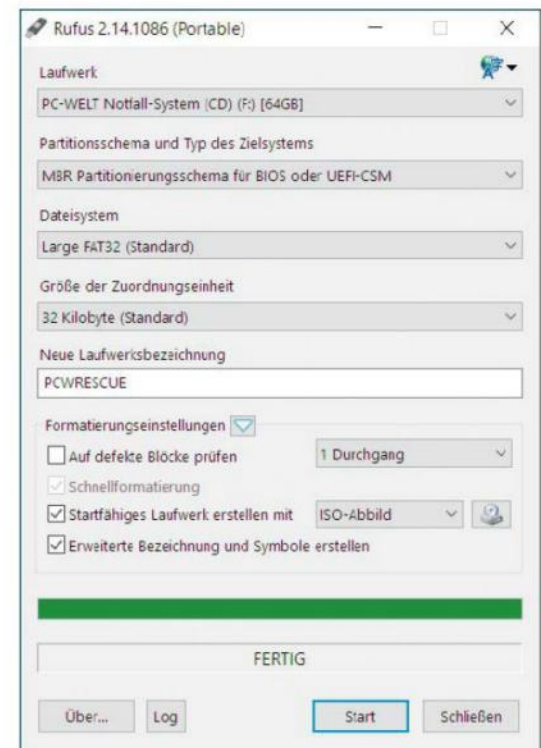 Rufus 2.14.1086 (Portable)
Laufwerk
PC-WELT Notfall-System (CD) (F:) [64GB]
Partitionsschema und Typ des Zielsystems
MBR Partitionierungsschema für BIOS oder UEFI-CSM
Dateisystem
Large FAT32 (Standard)
Größe der Zuordnungseinheit
32 Kilobyte (Standard)
Neue Laufwerksbezeichnung
PCWRESCUE
Formatierungseinstellungen
Auf defekte Blöcke prüfen 1 Durchgang
Schnellformatierung
Startfähiges Laufwerk erstellen mit ISO-Abbild
Erweiterte Bezeichnung und Symbole erstellen
FERTIG
Über... Log Start Schließen